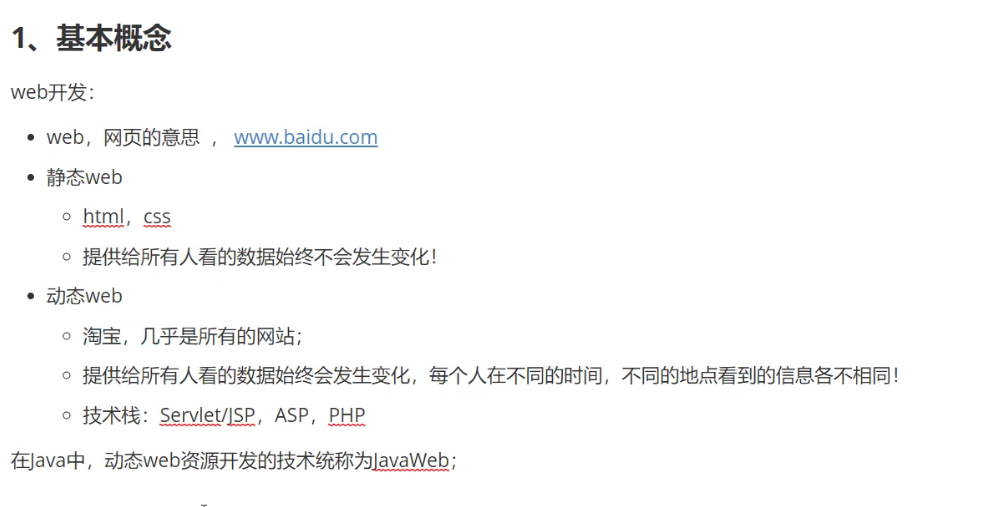 1、基本概念
web开发：
web，网页的意思 ， www.baidu.com
静态web
html，css
提供给所有人看的数据始终不会发生变化！
动态web
淘宝，几乎是所有的网站；
提供给所有人看的数据始终会发生变化，每个人在不同的时间，不同的地点看到的信息各不相同！
技术栈：Servlet/JSP，ASP，PHP
在Java中，动态web资源开发的技术统称为JavaWeb；